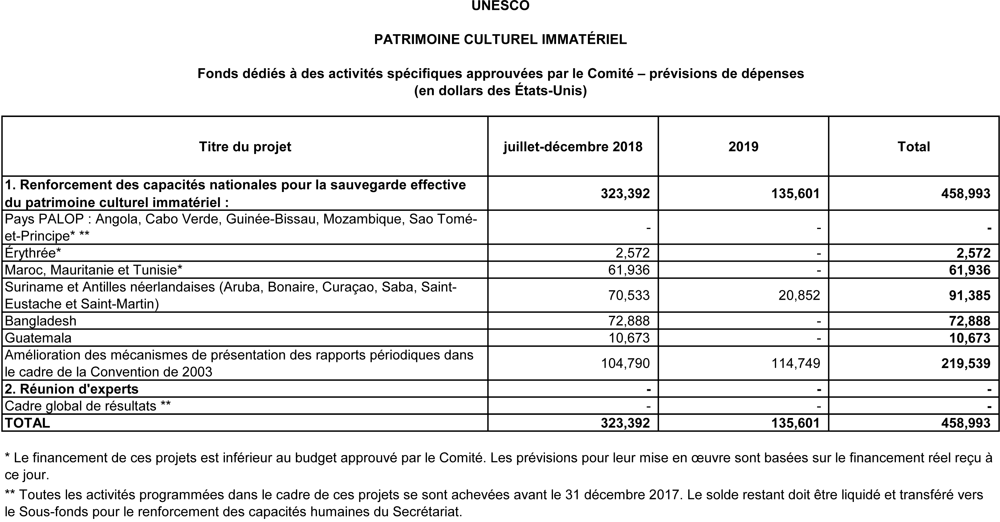 UNESCO
PATRIMOINE CULTUREL IMMATÉRIEL
Fonds dédiés à des activités spécifiques approuvées par le Comité – prévisions de dépenses
(en dollars des États-Unis)
Titre du projet juillet-décembre 2018 2019 Total
1. Renforcement des capacités nationales pour la sauvegarde effective
du patrimoine culturel immatériel : 323,392 135,601 458,993
Pays PALOP : Angola, Cabo Verde, Guinée-Bissau, Mozambique, Sao Tomé-
et-Principe* ** - - -
Érythrée* 2,572 - 2,572
Maroc, Mauritanie et Tunisie* 61,936 - 61,936
Suriname et Antilles néerlandaises (Aruba, Bonaire, Curaçao, Saba, Saint-
Eustache et Saint-Martin) 70,533 20,852 91,385
Bangladesh 72,888 - 72,888
Guatemala 10,673 - 10,673
Amélioration des mécanismes de présentation des rapports périodiques dans
le cadre de la Convention de 2003 104,790 114,749 219,539
2. Réunion d'experts - - -
Cadre global de résultats ** - - -
TOTAL 323,392 135,601 458,993
* Le financement de ces projets est inférieur au budget approuvé par le Comité. Les prévisions pour leur mise en œuvre sont basées sur le financement réel reçu à
ce jour.
** Toutes les activités programmées dans le cadre de ces projets se sont achevées avant le 31 décembre 2017. Le solde restant doit être liquidé et transféré vers
le Sous-fonds pour le renforcement des capacités humaines du Secrétariat.